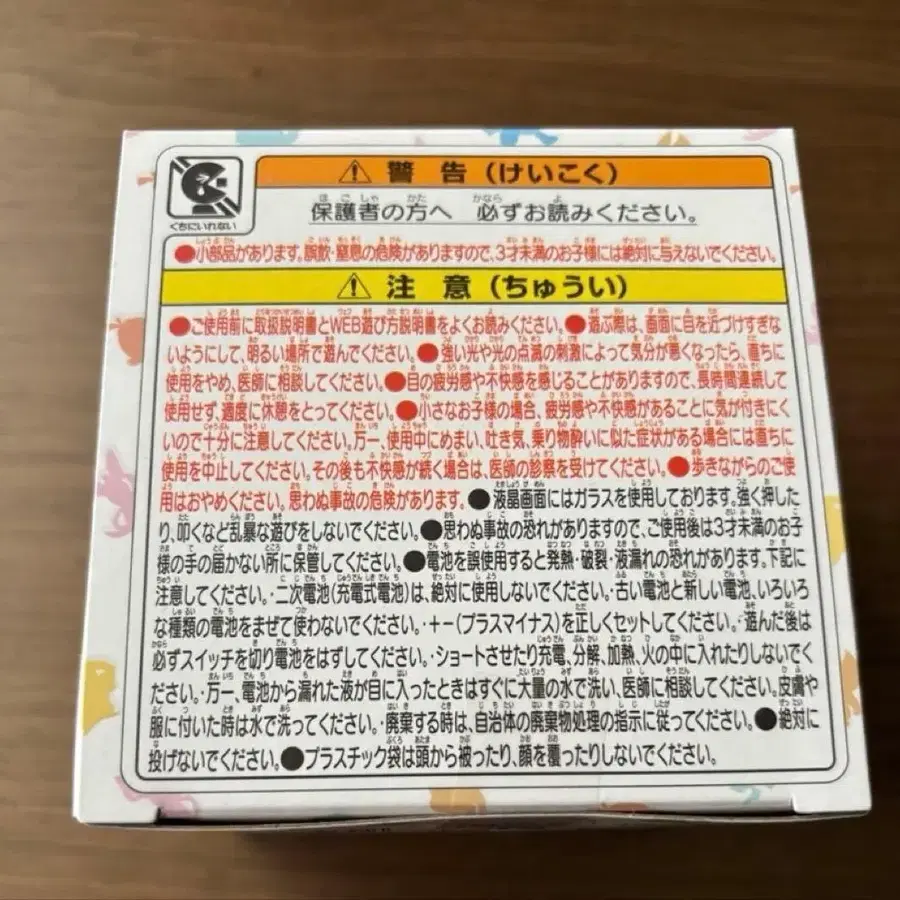 くちにいれない
警告(けいこく)
保護者の方へ 必ずお読みください。
●小部品があります。誤飲・窒息の危険がありますので、3才未満のお子様には絶対に与えないでください。
注意(ちゅうい)
●ご使用前に取扱説明書とWEB遊び方説明書をよくお読みください。●遊ぶ際は、画面に目を近づけすぎな
いようにして、明るい場所で遊んでください。●強い光や光の点滅の刺激によって気分が悪くなったら、直ちに
使用をやめ、医師に相談してください。●目の疲労感や不快感を感じることがありますので、長時間連続して
使用せず、適度に休憩をとってください。●小さなお子様の場合、疲労感や不快感があることに気が付きにく
いので十分に注意してください。万一、使用中にめまい、吐き気、乗り物酔いに似た症状がある場合には直ちに
使用を中止してください。その後も不快感が続く場合は、医師の診察を受けてください。●歩きながらのご使
用はおやめください。思わぬ事故の危険があります。●液晶画面にはガラスを使用しております。強く押した
り、叩くなど乱暴な遊びをしないでください。●思わぬ事故の恐れがありますので、ご使用後は3才未満のお子
様の手の届かない所に保管してください。●電池を誤使用すると発熱・破裂・液漏れの恐れがあります。下記に
注意してください。・二次電池(充電式電池)は、絶対に使用しないでください。・古い電池と新しい電池、いろいろ
な種類の電池をまぜて使わないでください。・+-(プラスマイナス)を正しくセットしてください。・遊んだ後は
必ずスイッチを切り電池をはずしてください。・ショートさせたり充電、分解、加熱、火の中に入れたりしないでく
ださい。・万一、電池から漏れた液が目に入ったときはすぐに大量の水で洗い、医師に相談してください。皮膚や
服に付いた時は水で洗ってください。・廃棄する時は、自治体の廃棄物処理の指示に従ってください。●絶対に
投げないでください。●プラスチック袋は頭から被ったり、顔を覆ったりしないでください。